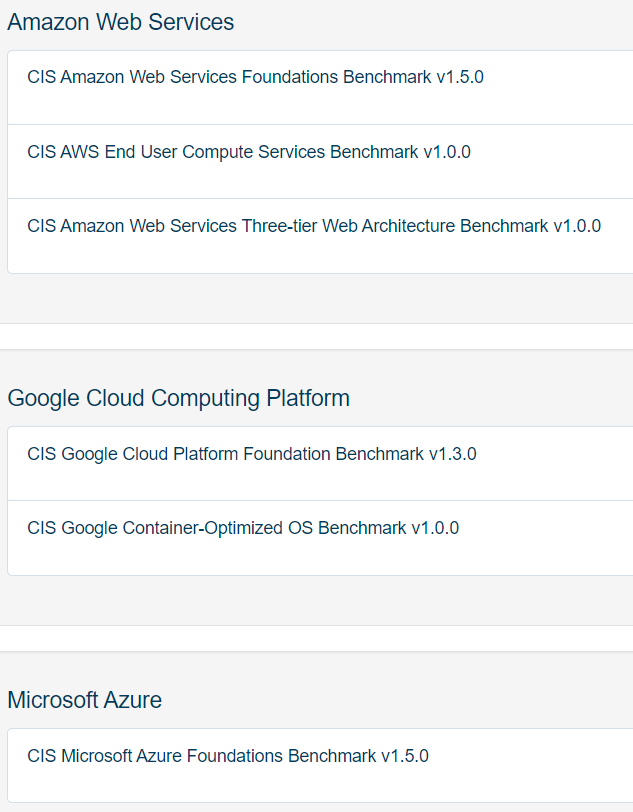 Amazon Web Services
CIS Amazon Web Services Foundations Benchmark v1.5.0
CIS AWS End User Compute Services Benchmark v1.0.0
CIS Amazon Web Services Three-tier Web Architecture Benchmark v1.0.0
Google Cloud Computing Platform
CIS Google Cloud Platform Foundation Benchmark v1.3.0
CIS Google Container-Optimized OS Benchmark v1.0.0
Microsoft Azure
CIS Microsoft Azure Foundations Benchmark v1.5.0